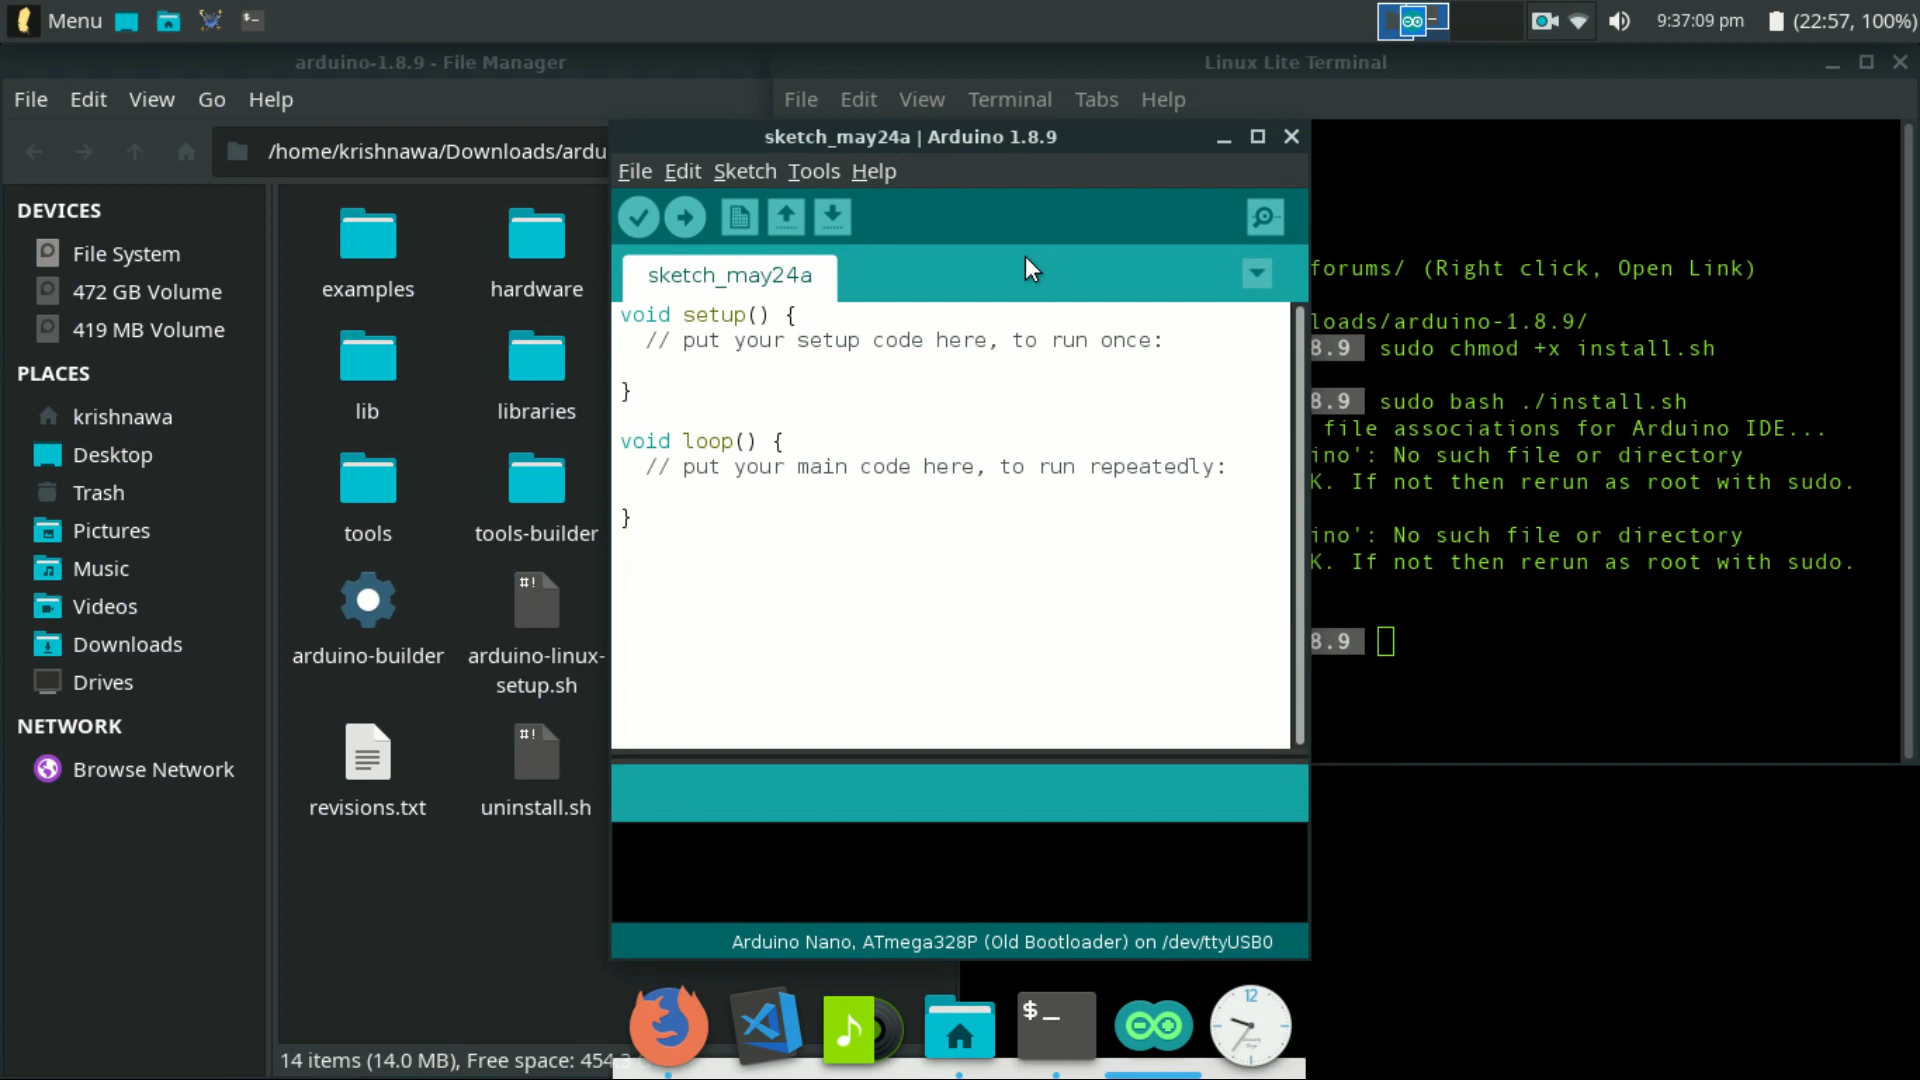 Menu
9:37:09 pm
(22:57, 100%)
arduino-1.8.9 - File Manager
File Edit View Go Help
/home/krishnawa/Downloads/ardu
DEVICES
File System
472 GB Volume
419 MB Volume
PLACES
krishnawa
Desktop
Trash
Pictures
Music
Videos
Downloads
Drives
NETWORK
Browse Network
examples
hardware
lib
libraries
tools
tools-builder
arduino-builder
arduino-linux-
setup.sh
revisions.txt
uninstall.sh
14 items (14.0 MB), Free space: 454.3
Linux Lite Terminal
File Edit View Terminal Tabs Help
forums/ (Right click, Open Link)
loads/arduino-1.8.9/
8.9 sudo chmod +x install.sh
8.9 sudo bash ./install.sh
file associations for Arduino IDE...
ino': No such file or directory
K. If not then rerun as root with sudo.
ino': No such file or directory
K. If not then rerun as root with sudo.
8.9
sketch_may24a | Arduino 1.8.9
File Edit Sketch Tools Help
sketch_may24a
void setup() {
// put your setup code here, to run once:
}
void loop() {
// put your main code here, to run repeatedly:
}
Arduino Nano, ATmega328P (Old Bootloader) on /dev/ttyUSB0
$_
12